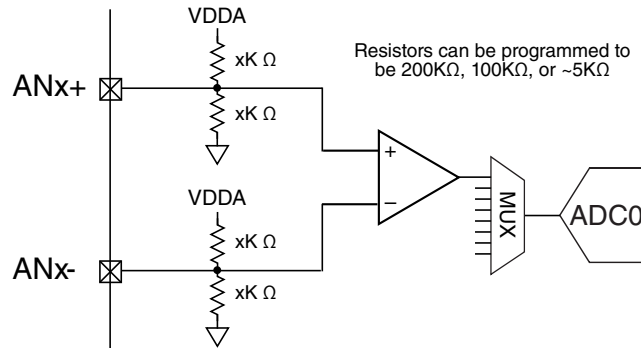 VDDA
xK Ω
Resistors can be programmed to
be 200KΩ, 100KΩ, or ~5KΩ
ANx+
xK Ω
+
VDDA
−
MUX
ADC0
xK Ω
ANx-
xK Ω